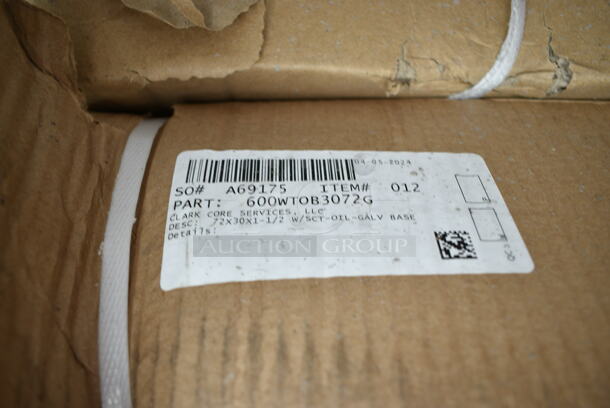 04-05-2024
SO# A69175 ITEM# 012
PART: 600WTOB3072G
CLARK CORE SERVICES, LLC
DESC: 72X30X1-1/2 W/SCT-OIL-GALV BASE
Details:
AUCTION GROUP